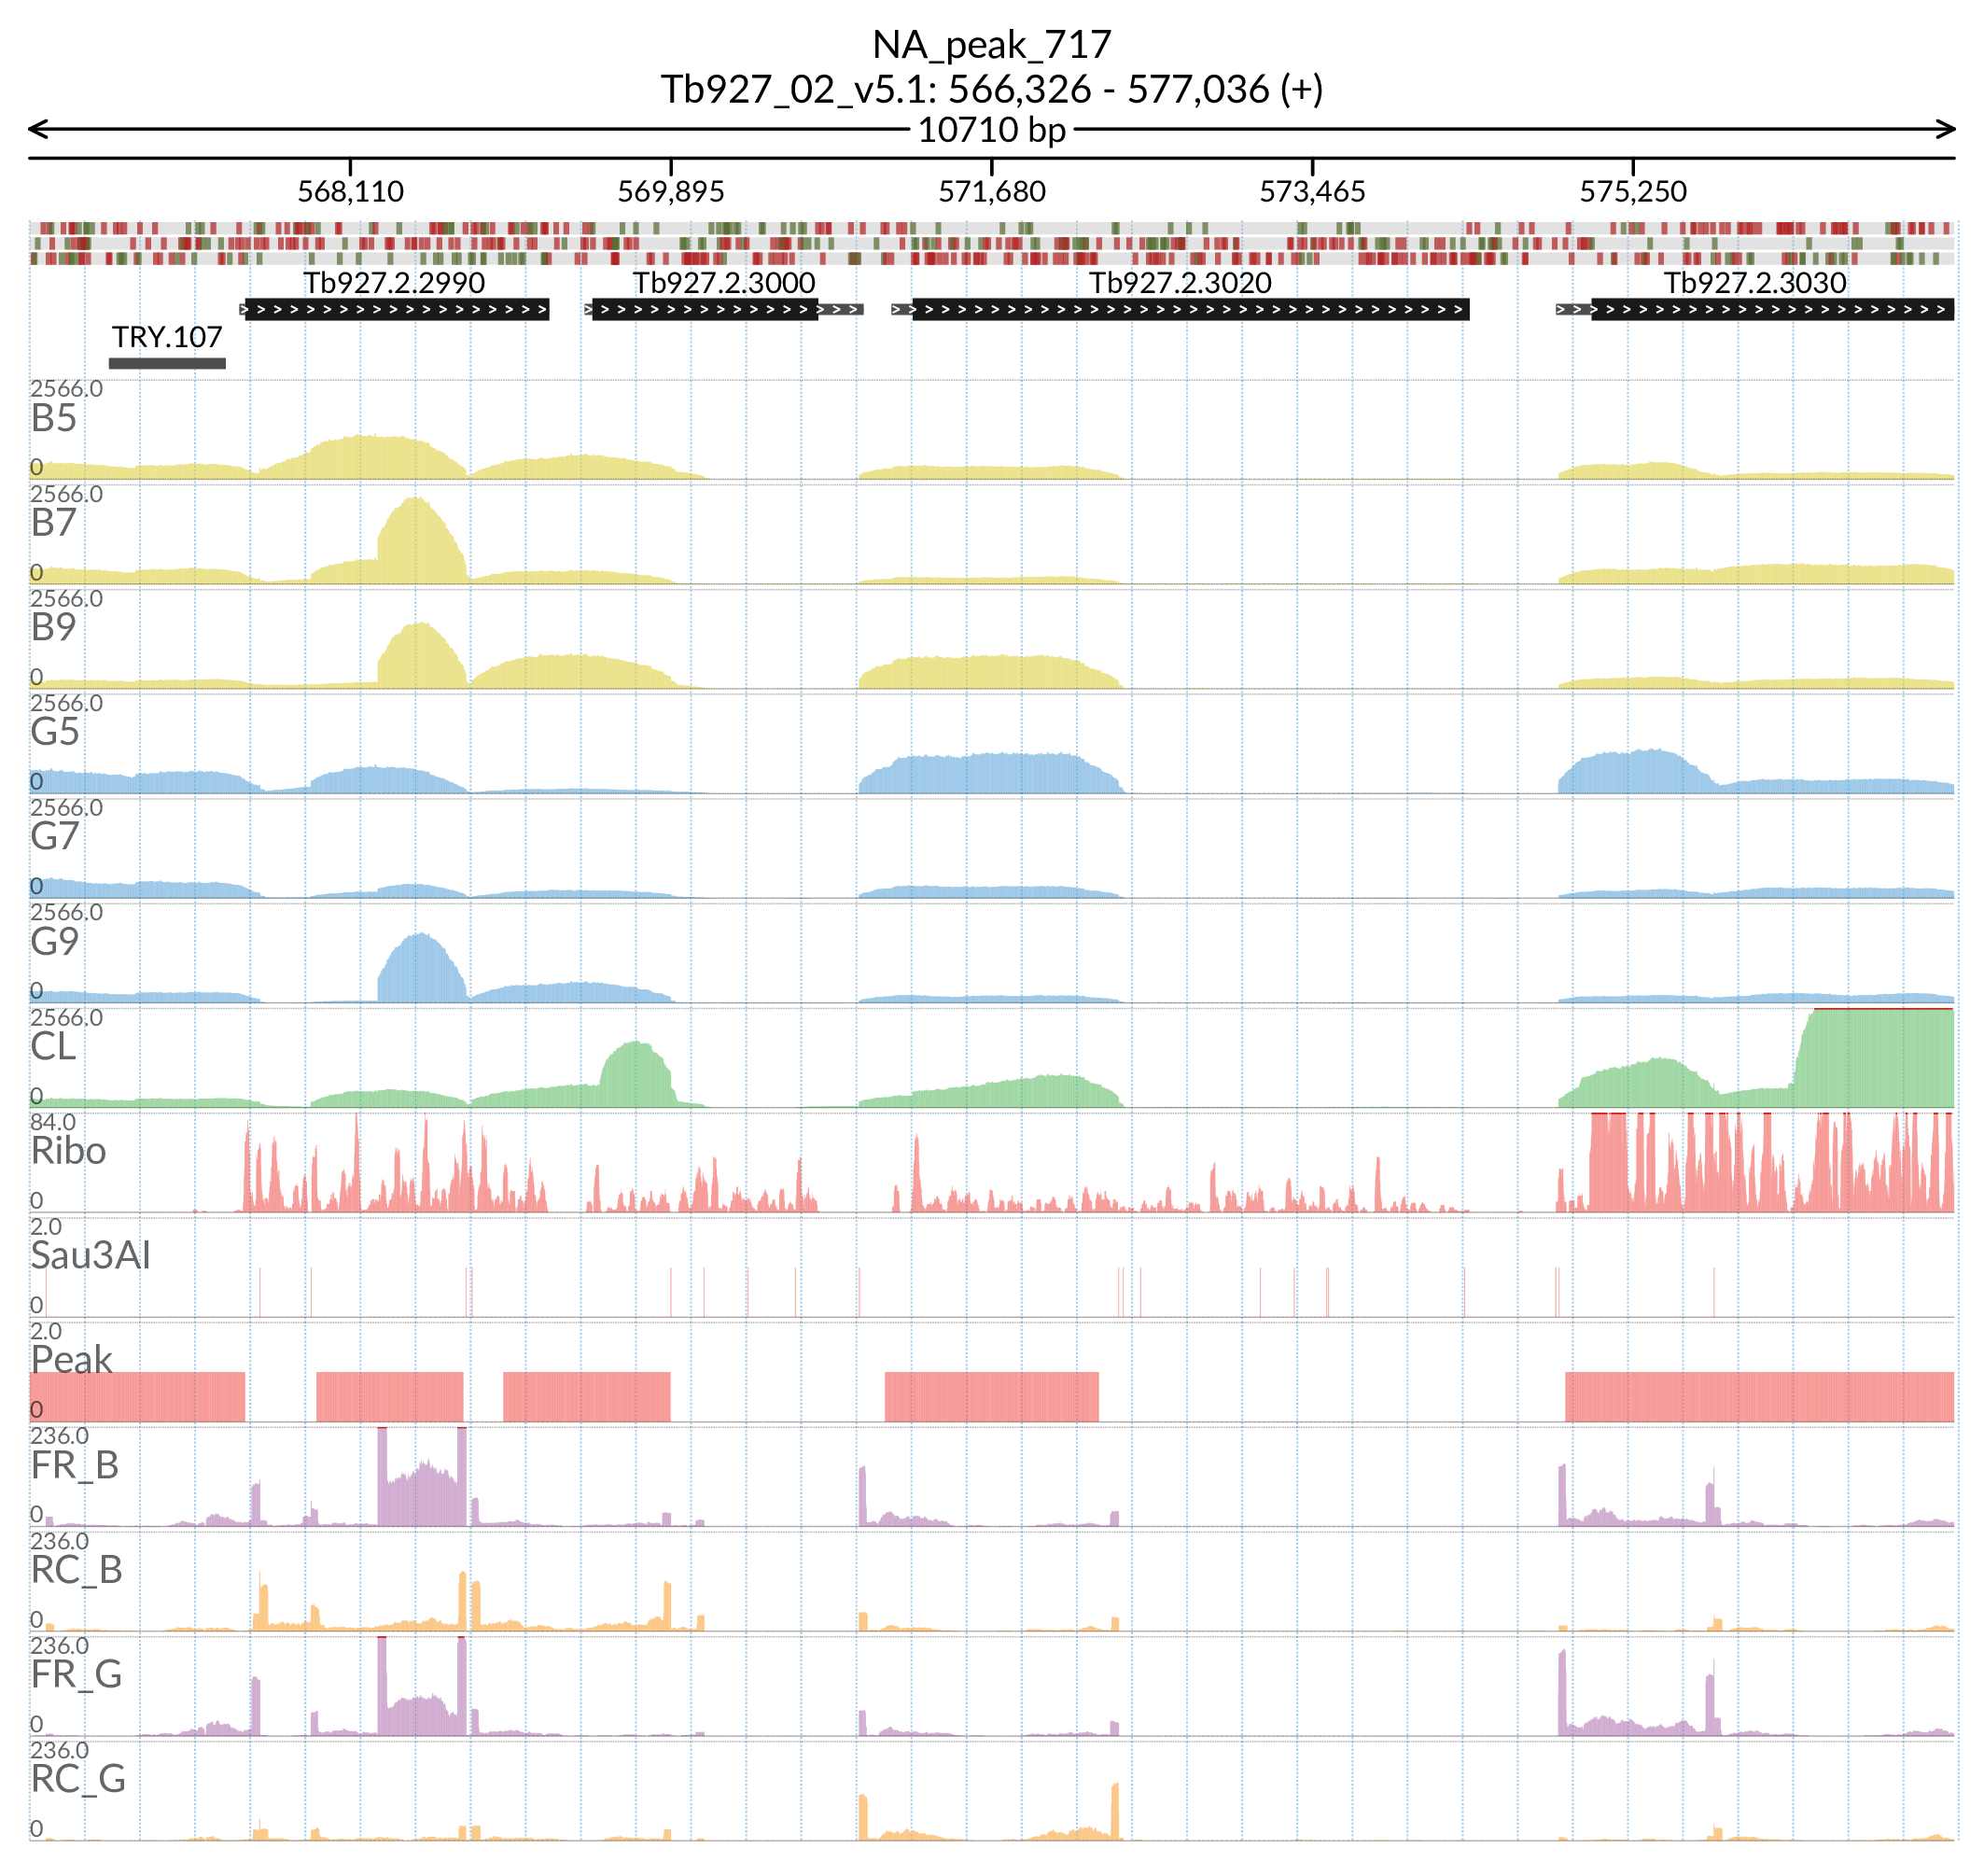 NA_peak_717
Tb927_02_v5.1: 566,326 - 577,036 (+)
10710 bp
568,110 569,895 571,680 573,465 575,250
Tb927.2.2990 Tb927.2.3000 Tb927.2.3020 Tb927.2.3030
TRY.107
2566.0
B5
0
2566.0
B7
0
2566.0
B9
0
2566.0
G5
0
2566.0
G7
0
2566.0
G9
0
2566.0
CL
0
84.0
Ribo
0
2.0
Sau3AI
0
2.0
Peak
0
236.0
FR_B
0
236.0
RC_B
0
236.0
FR_G
0
236.0
RC_G
0